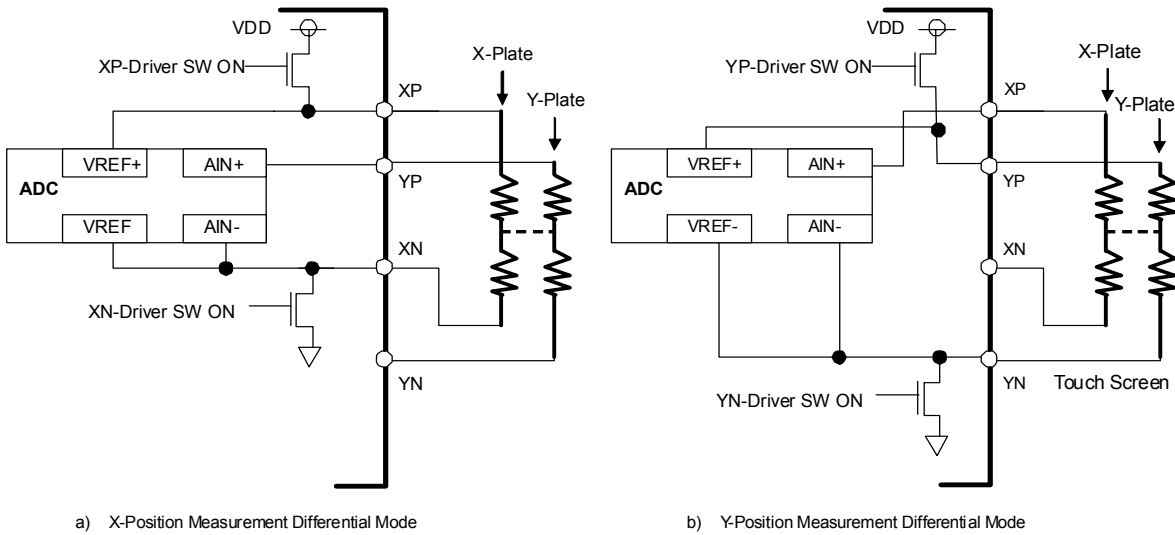 VDD
XP-Driver SW ON
X-Plate
XP
Y-Plate
VREF+
AIN+
ADC
YP
VREF
AIN-
XN
XN-Driver SW ON
YN
a) X-Position Measurement Differential Mode
VDD
YP-Driver SW ON
X-Plate
XP
Y-Plate
VREF+
AIN+
ADC
YP
VREF-
AIN-
XN
YN
Touch Screen
YN-Driver SW ON
b) Y-Position Measurement Differential Mode